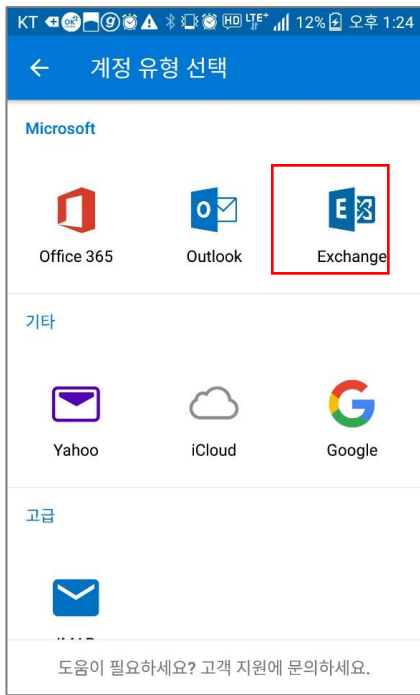 KT HD LTE+ 12% 오후 1:24
계정 유형 선택
Microsoft
Office 365 Outlook Exchange
기타
Yahoo iCloud Google
고급
도움이 필요하세요? 고객 지원에 문의하세요.